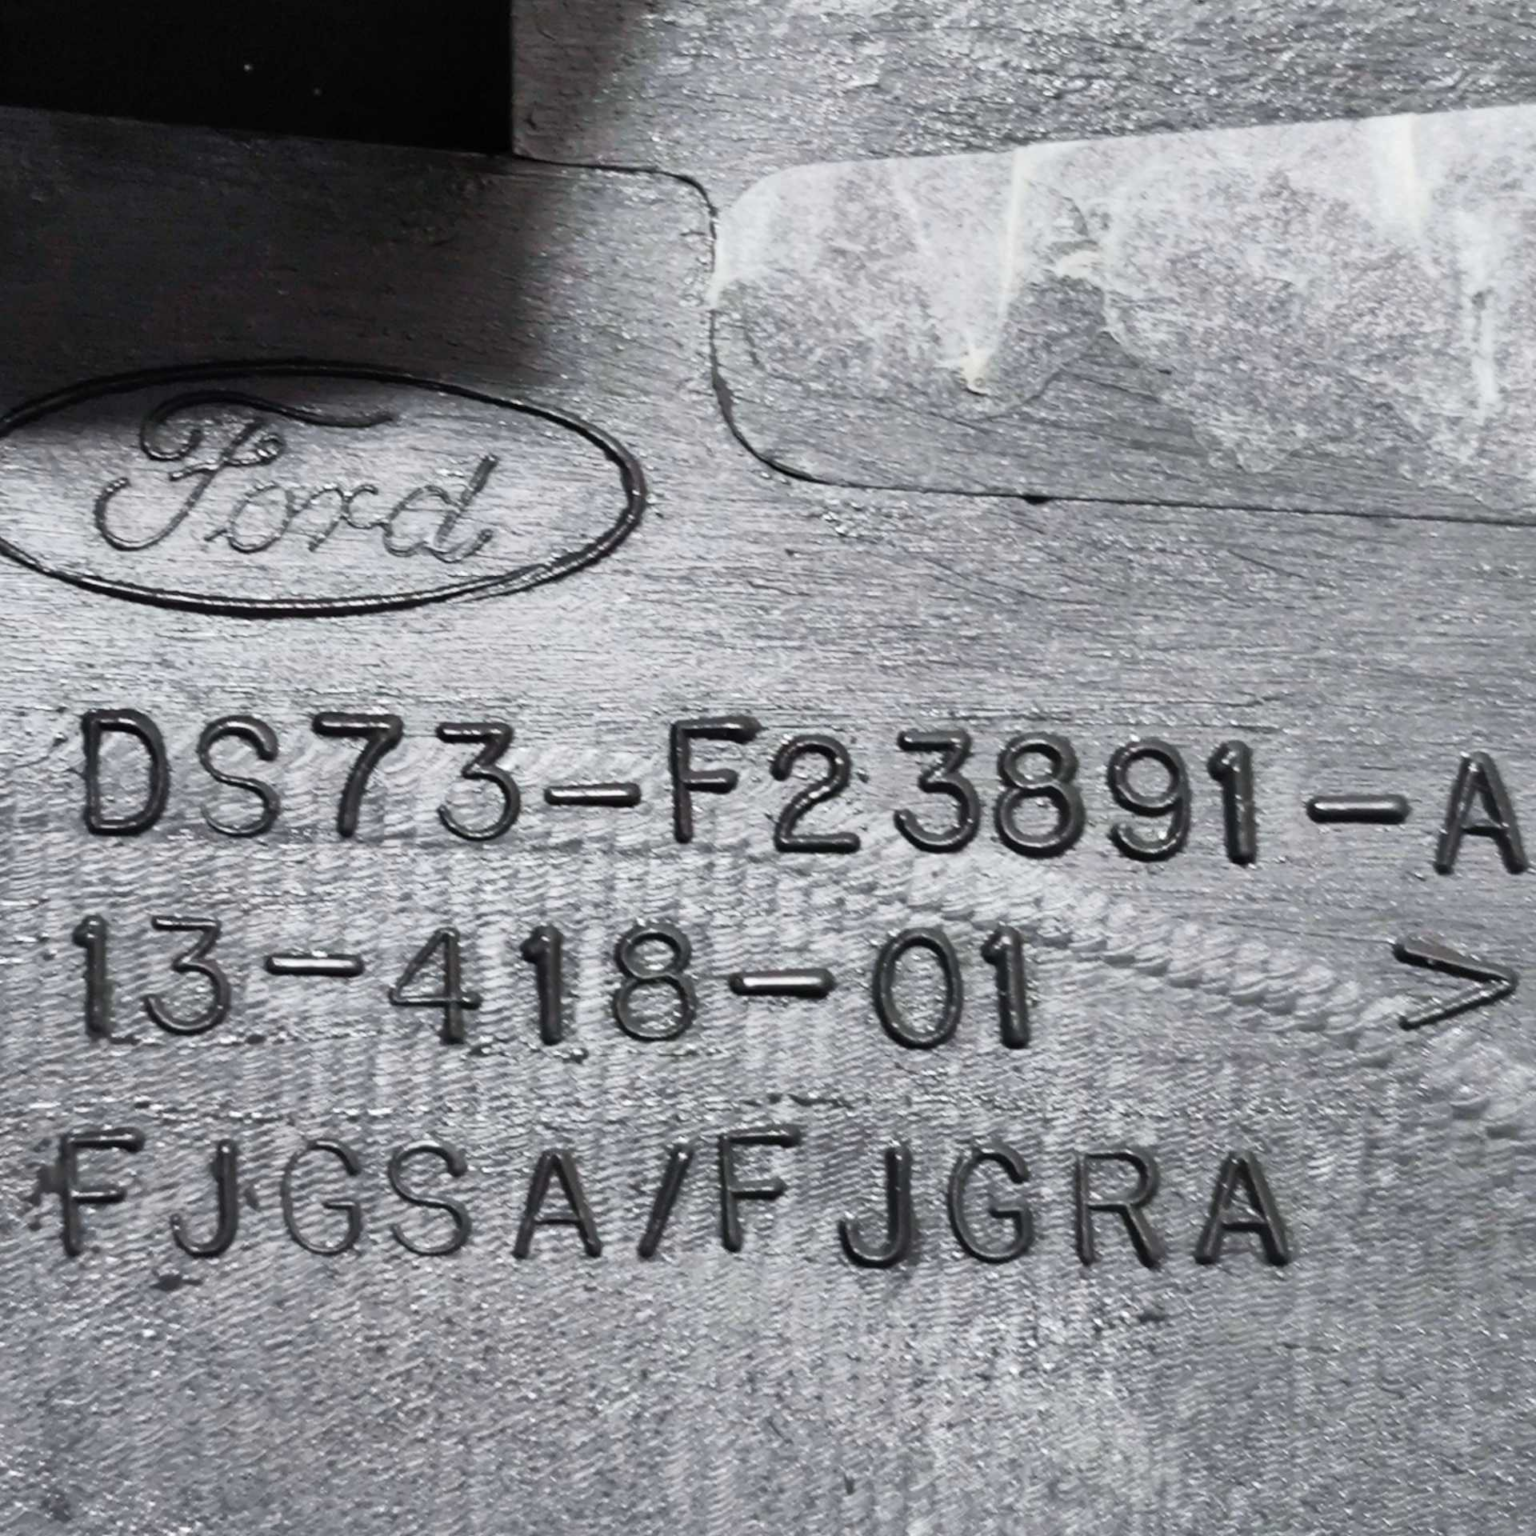 Ford
DS73-F23891-A
13-418-01 >
FJGSA/FJGRA